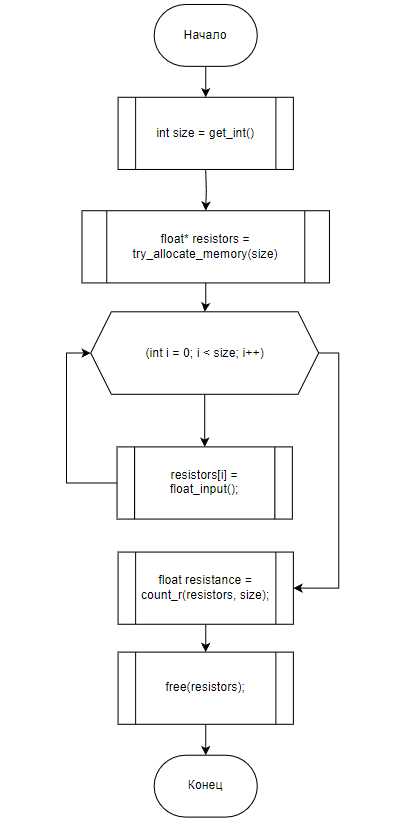 Начало
int size = get_int()
float* resistors =
try_allocate_memory(size)
(int i = 0; i < size; i++)
resistors[i] =
float_input();
float resistance =
count_r(resistors, size);
free(resistors);
Конец